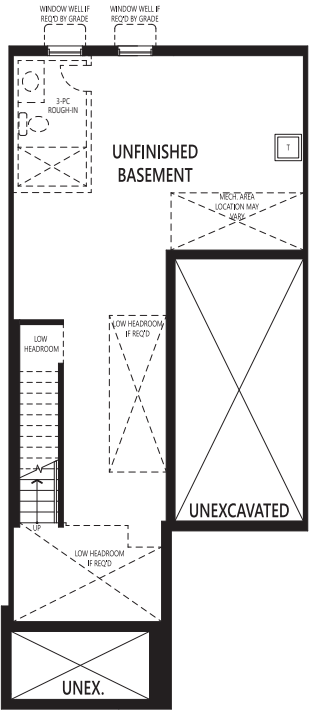 WINDOW WELL IF
REQ'D BY GRADE
WINDOW WELL IF
REQ'D BY GRADE
3-PC
ROUGH-IN
UNFINISHED
BASEMENT
T
MECH. AREA
LOCATION MAY
VARY
LOW
HEADROOM
LOW HEADROOM
IF REQ'D
UNEXCAVATED
UP
LOW HEADROOM
IF REQ'D
UNEX.